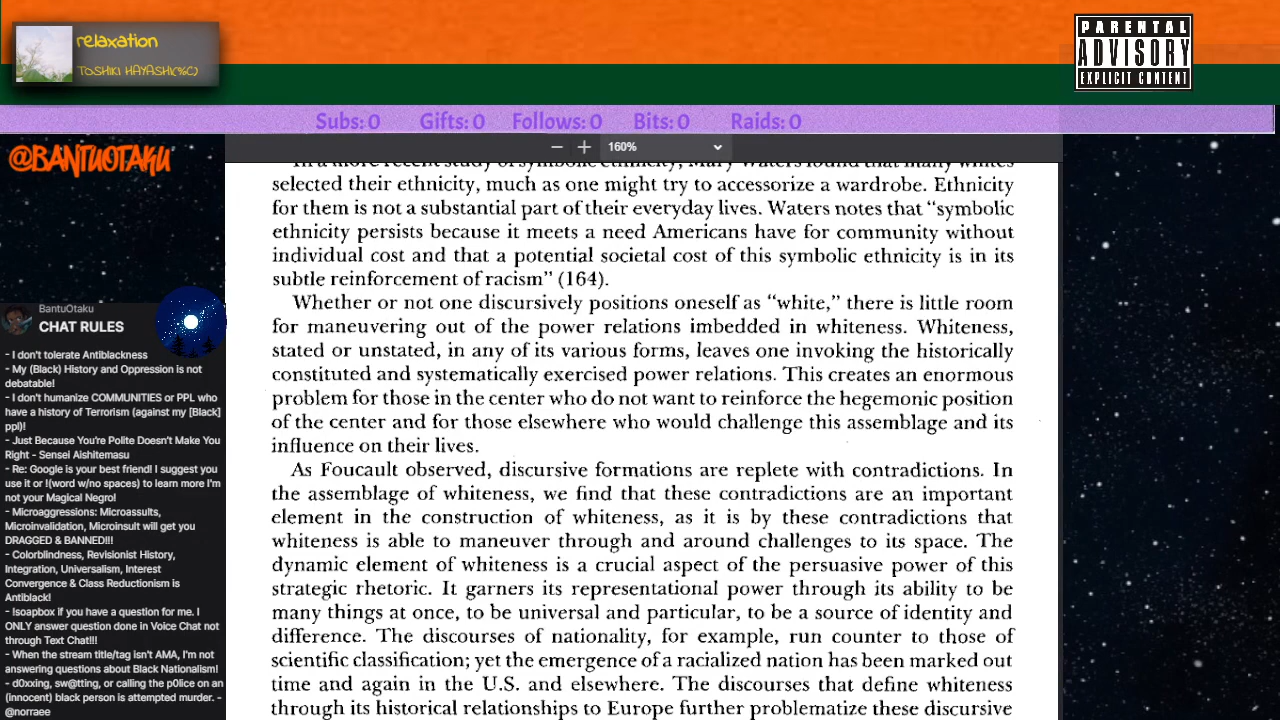 relaxation
TOSHIKI HAYASHI(%C)
PARENTAL
ADVISORY
EXPLICIT CONTENT
Subs: 0 Gifts: 0 Follows: 0 Bits: 0 Raids: 0
@BANTUOTAKU
160%
In a more recent study of symbolic ethnicity, Mary Waters found that many whites
selected their ethnicity, much as one might try to accessorize a wardrobe. Ethnicity
for them is not a substantial part of their everyday lives. Waters notes that “symbolic
ethnicity persists because it meets a need Americans have for community without
individual cost and that a potential societal cost of this symbolic ethnicity is in its
subtle reinforcement of racism” (164).
Whether or not one discursively positions oneself as “white,” there is little room
for maneuvering out of the power relations imbedded in whiteness. Whiteness,
stated or unstated, in any of its various forms, leaves one invoking the historically
constituted and systematically exercised power relations. This creates an enormous
problem for those in the center who do not want to reinforce the hegemonic position
of the center and for those elsewhere who would challenge this assemblage and its
influence on their lives.
As Foucault observed, discursive formations are replete with contradictions. In
the assemblage of whiteness, we find that these contradictions are an important
element in the construction of whiteness, as it is by these contradictions that
whiteness is able to maneuver through and around challenges to its space. The
dynamic element of whiteness is a crucial aspect of the persuasive power of this
strategic rhetoric. It garners its representational power through its ability to be
many things at once, to be universal and particular, to be a source of identity and
difference. The discourses of nationality, for example, run counter to those of
scientific classification; yet the emergence of a racialized nation has been marked out
time and again in the U.S. and elsewhere. The discourses that define whiteness
through its historical relationships to Europe further problematize these discursive
BantuOtaku
CHAT RULES
- I don't tolerate Antiblackness
- My (Black) History and Oppression is not
debatable!
- I don't humanize COMMUNITIES or PPL who
have a history of Terrorism (against my [Black]
ppl)!
- Just Because You're Polite Doesn't Make You
Right - Sensei Aishitemasu
- Re: Google is your best friend! I suggest you
use it or !(word w/no spaces) to learn more I'm
not your Magical Negro!
- Microaggressions: Microassults,
Microinvalidation, Microinsult will get you
DRAGGED & BANNED!!!
- Colorblindness, Revisionist History,
Integration, Universalism, Interest
Convergence & Class Reductionism is
Antiblack!
- !soapbox if you have a question for me. I
ONLY answer question done in Voice Chat not
through Text Chat!!!
- When the stream title/tag isn't AMA, I'm not
answering questions about Black Nationalism!
- d0xxing, sw@tting, or calling the p0lice on an
(innocent) black person is attempted murder. -
@norraee